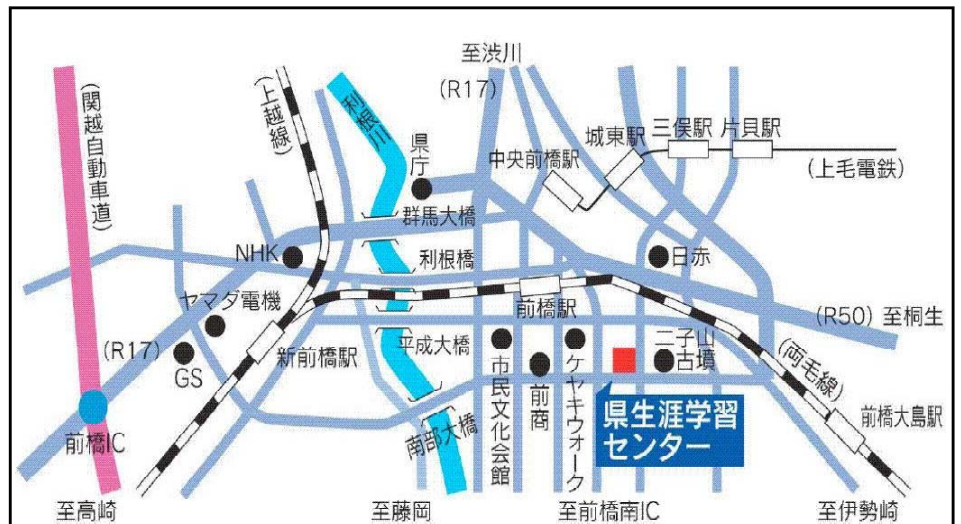 至渋川
(R17)
(関越自動車道)
(上越線)
利根川
県庁
城東駅
三俣駅
片貝駅
中央前橋駅
(上毛電鉄)
群馬大橋
NHK
利根橋
日赤
ヤマダ電機
前橋駅
(R50) 至桐生
(R17)
GS
新前橋駅
平成大橋
二子山
古墳
(両毛線)
市民文化会館
前商
ケヤキウォーク
県生涯学習
センター
前橋大島駅
前橋IC
南部大橋
至高崎
至藤岡
至前橋南IC
至伊勢崎